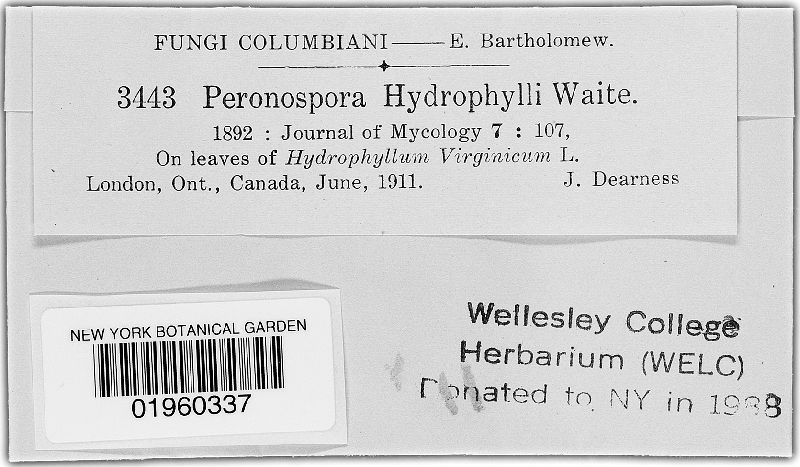 FUNGI COLUMBIANI—E. Bartholomew.
3443 Peronospora Hydrophylli Waite.
1892 : Journal of Mycology 7 : 107,
On leaves of Hydrophyllum Virginicum L.
London, Ont., Canada, June, 1911. J. Dearness
Wellesley College
Herbarium (WELC)
Donated to NY in
NEW YORK BOTANICAL GARDEN
01960337